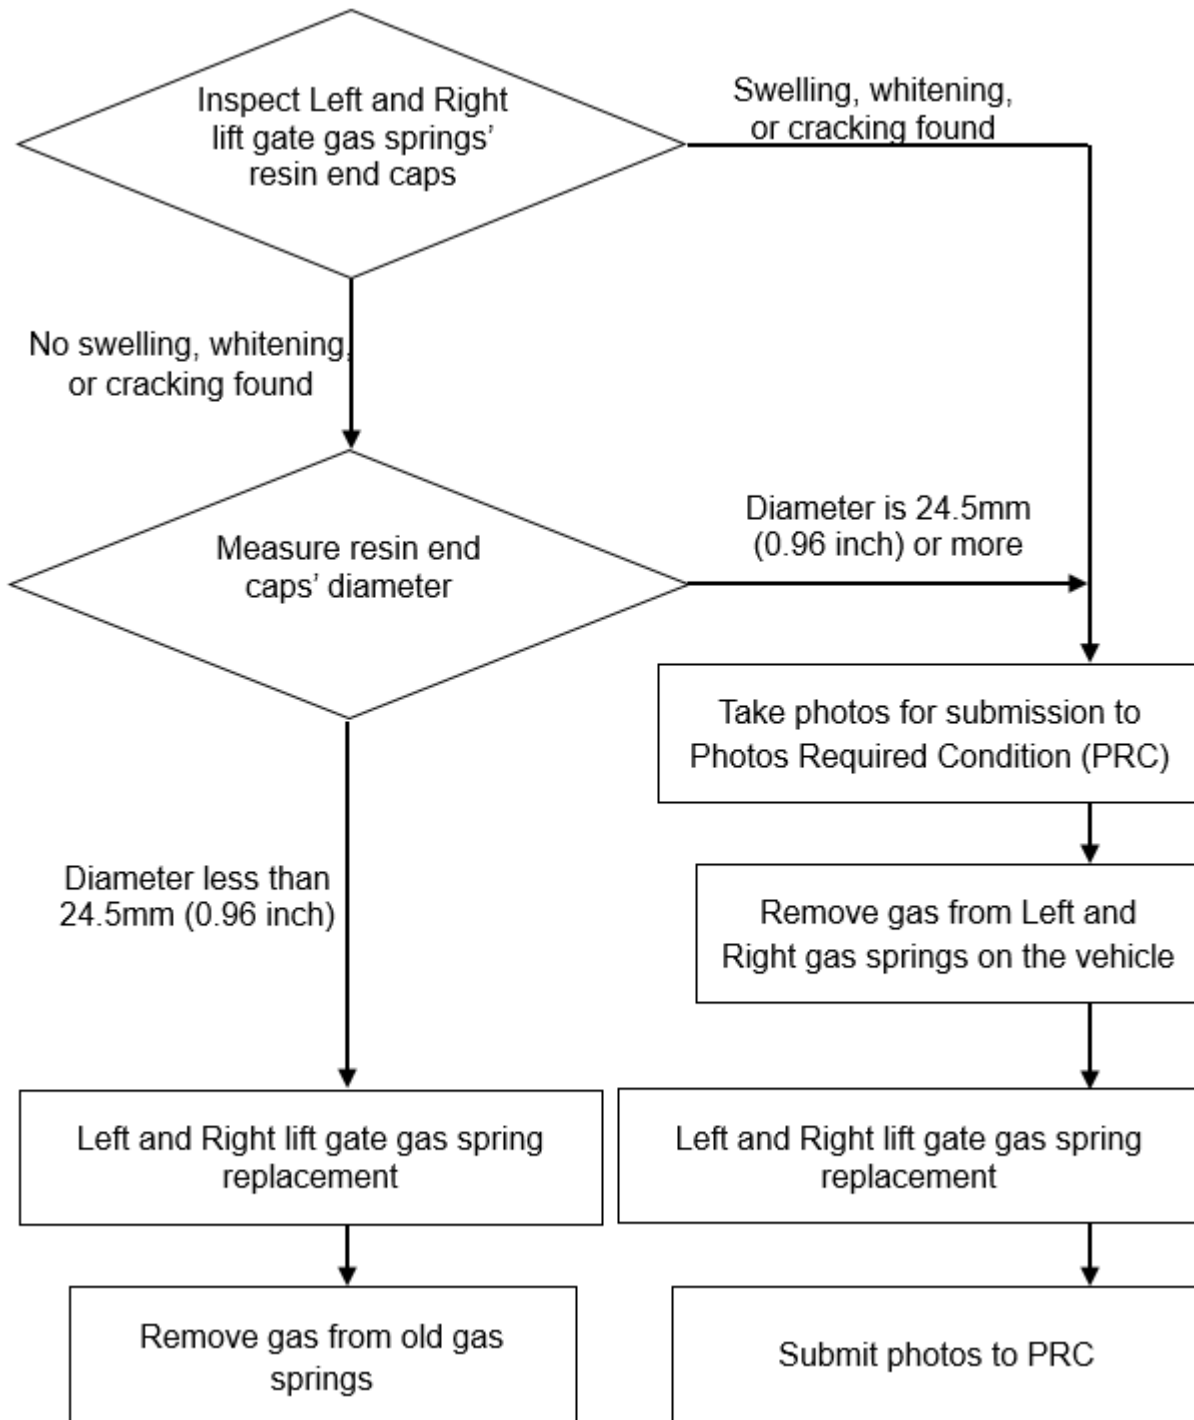 Inspect Left and Right
lift gate gas springs'
resin end caps
Swelling, whitening,
or cracking found
No swelling, whitening,
or cracking found
Measure resin end
caps' diameter
Diameter is 24.5mm
(0.96 inch) or more
Take photos for submission to
Photos Required Condition (PRC)
Diameter less than
24.5mm (0.96 inch)
Remove gas from Left and
Right gas springs on the vehicle
Left and Right lift gate gas spring
replacement
Left and Right lift gate gas spring
replacement
Remove gas from old gas
springs
Submit photos to PRC